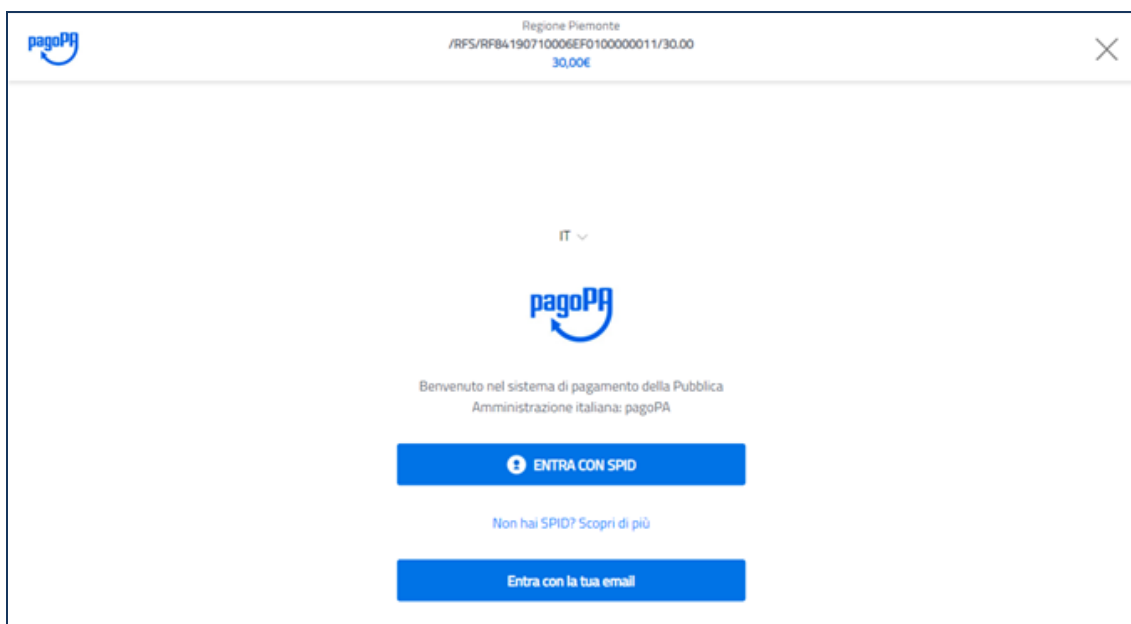 pagoPA
Regione Piemonte
/RFS/RF84190710006EF0100000011/30.00
30,00€
IT
pagoPA
Benvenuto nel sistema di pagamento della Pubblica
Amministrazione italiana: pagoPA
ENTRA CON SPID
Non hai SPID? Scopri di più
Entra con la tua email